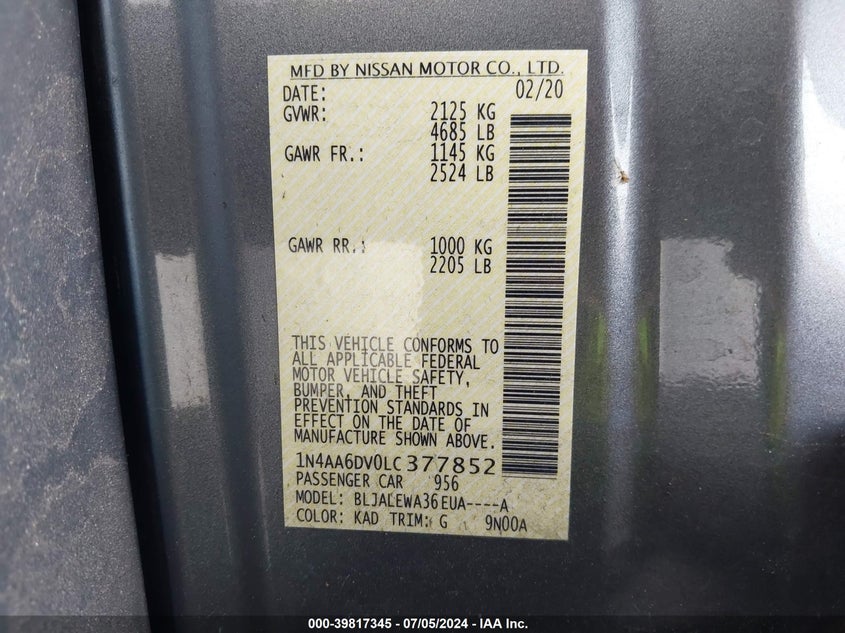 MFD BY NISSAN MOTOR CO., LTD.
DATE: 02/20
GVWR: 2125 KG
4685 LB
GAWR FR.: 1145 KG
2524 LB
GAWR RR.: 1000 KG
2205 LB
THIS VEHICLE CONFORMS TO
ALL APPLICABLE FEDERAL
MOTOR VEHICLE SAFETY,
BUMPER, AND THEFT
PREVENTION STANDARDS IN
EFFECT ON THE DATE OF
MANUFACTURE SHOWN ABOVE.
1N4AA6DV0LC377852
PASSENGER CAR 956
MODEL: BLJALEWA36EUA----A
COLOR: KAD TRIM: G 9N00A
000-39817345 - 07/05/2024 - IAA Inc.